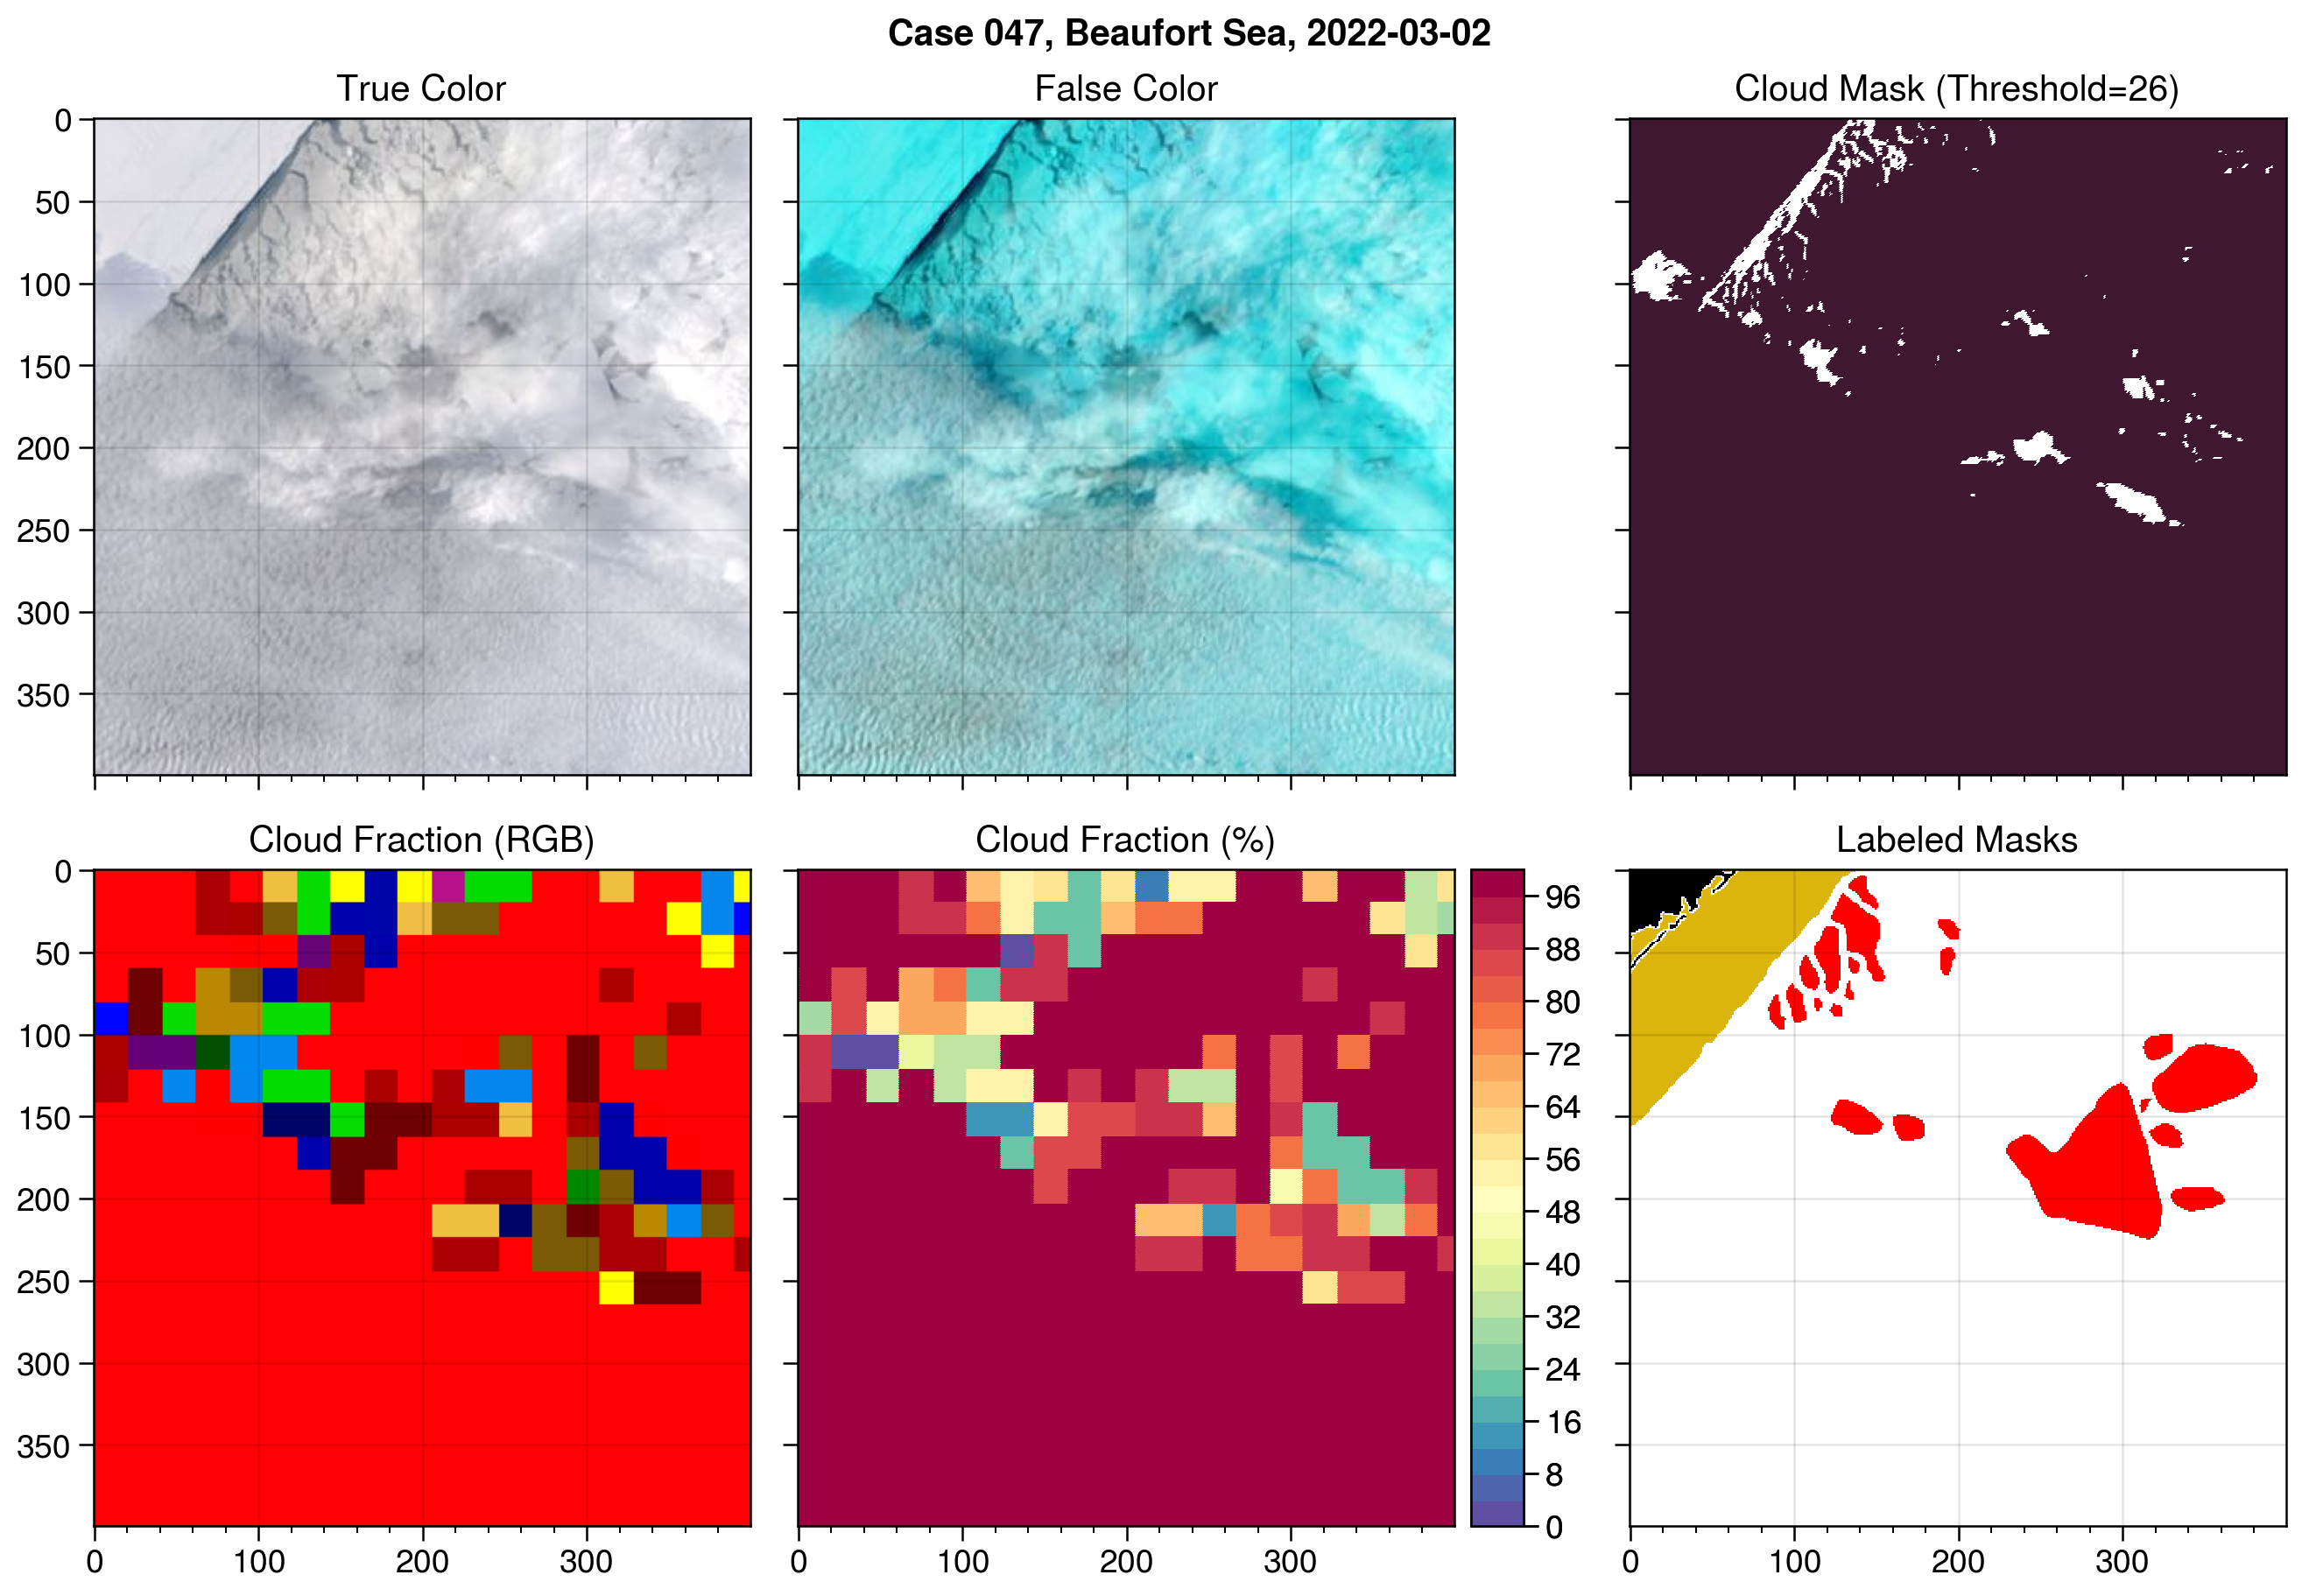 Case 047, Beaufort Sea, 2022-03-02
True Color
False Color
Cloud Mask (Threshold=26)
0
50
100
150
200
250
300
350
Cloud Fraction (RGB)
Cloud Fraction (%)
Labeled Masks
0
50
100
150
200
250
300
350
96
88
80
72
64
56
48
40
32
24
16
8
0
0 100 200 300
0 100 200 300
0 100 200 300